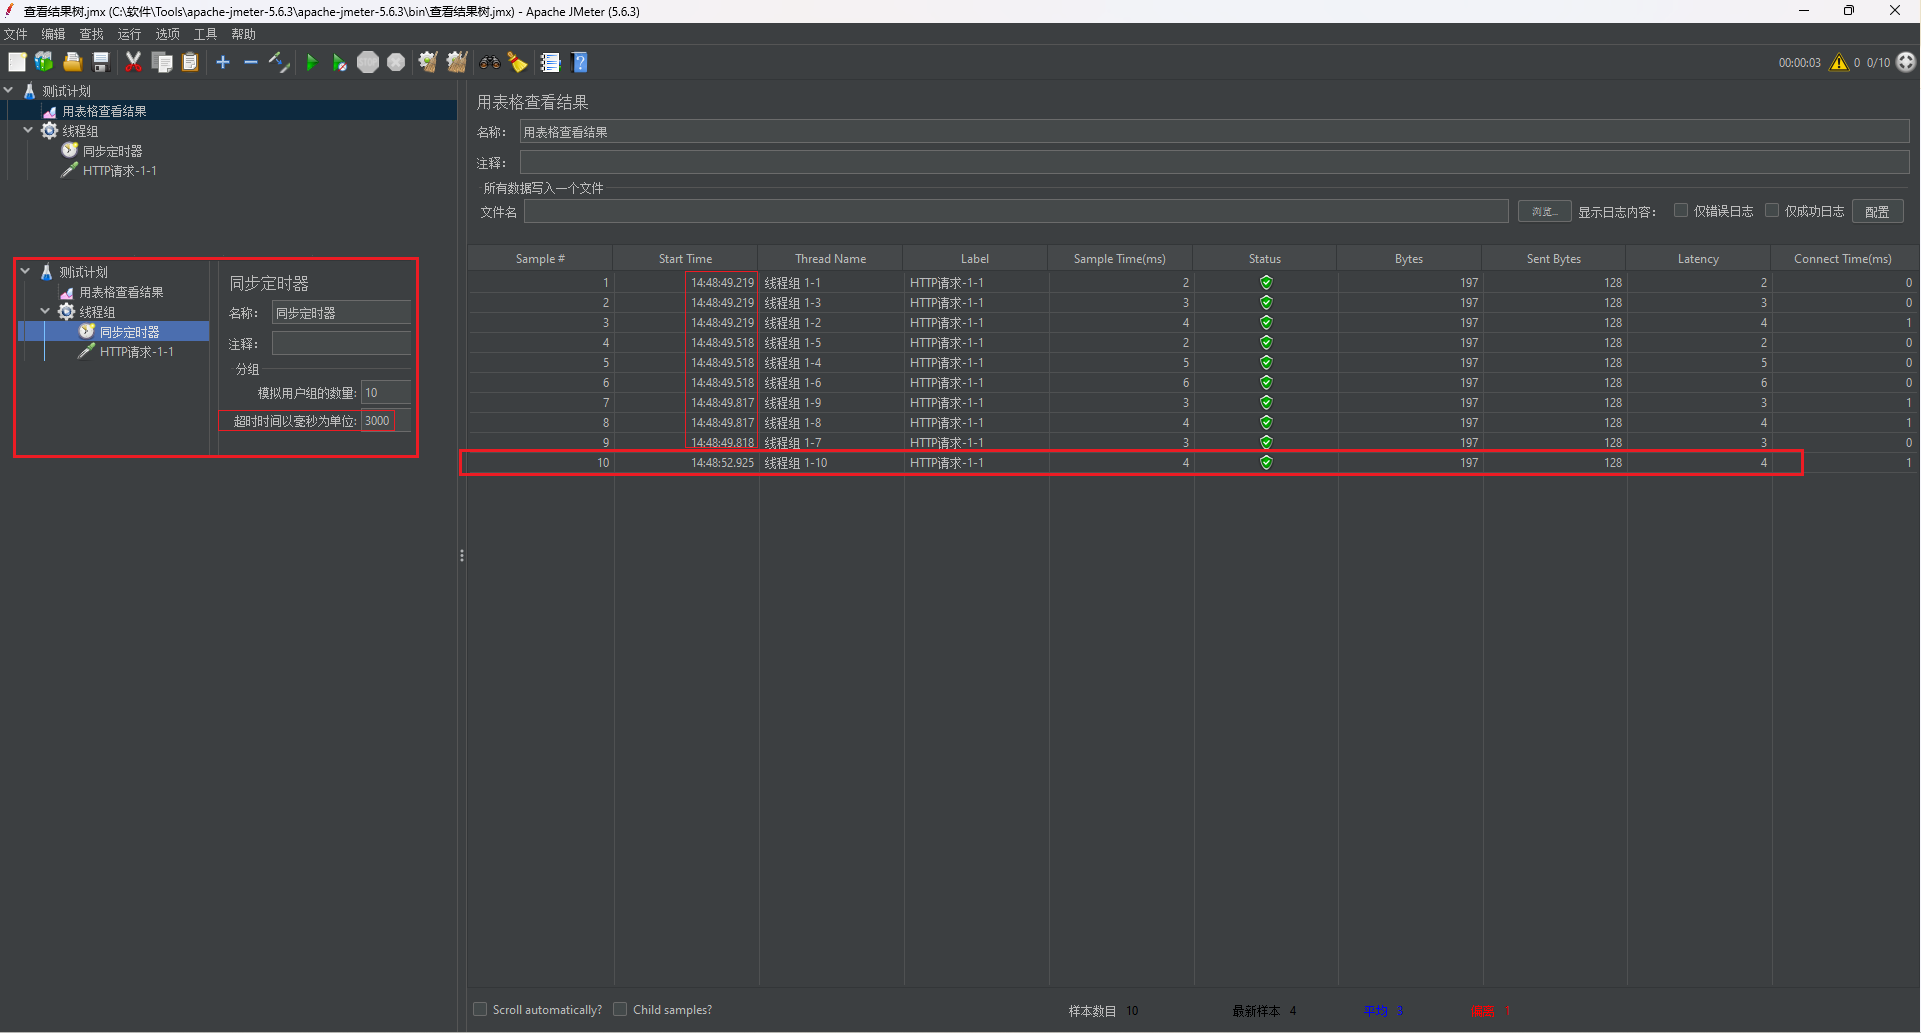 查看结果树.jmx (C:\软件\Tools\apache-jmeter-5.6.3\apache-jmeter-5.6.3\bin\查看结果树.jmx) - Apache JMeter (5.6.3)
文件 编辑 查找 运行 选项 工具 帮助
00:00:03 0 0/10
测试计划
用表格查看结果
线程组
同步定时器
HTTP请求-1-1
测试计划
用表格查看结果
线程组
同步定时器
HTTP请求-1-1
同步定时器
名称： 同步定时器
注释：
分组
模拟用户组的数量: 10
超时时间以毫秒为单位: 3000
用表格查看结果
名称： 用表格查看结果
注释：
所有数据写入一个文件
文件名 浏览... 显示日志内容： 仅错误日志 仅成功日志 配置
Sample # Start Time Thread Name Label Sample Time(ms) Status Bytes Sent Bytes Latency Connect Time(ms)
1 14:48:49.219 线程组 1-1 HTTP请求-1-1 2 197 128 2 0
2 14:48:49.219 线程组 1-3 HTTP请求-1-1 3 197 128 3 0
3 14:48:49.219 线程组 1-2 HTTP请求-1-1 4 197 128 4 1
4 14:48:49.518 线程组 1-5 HTTP请求-1-1 2 197 128 2 0
5 14:48:49.518 线程组 1-4 HTTP请求-1-1 5 197 128 5 0
6 14:48:49.518 线程组 1-6 HTTP请求-1-1 6 197 128 6 0
7 14:48:49.817 线程组 1-9 HTTP请求-1-1 3 197 128 3 1
8 14:48:49.817 线程组 1-8 HTTP请求-1-1 4 197 128 4 1
9 14:48:49.818 线程组 1-7 HTTP请求-1-1 3 197 128 3 0
10 14:48:52.925 线程组 1-10 HTTP请求-1-1 4 197 128 4 1
Scroll automatically? Child samples? 样本数目 10 最新样本 4 平均 3 偏离 1